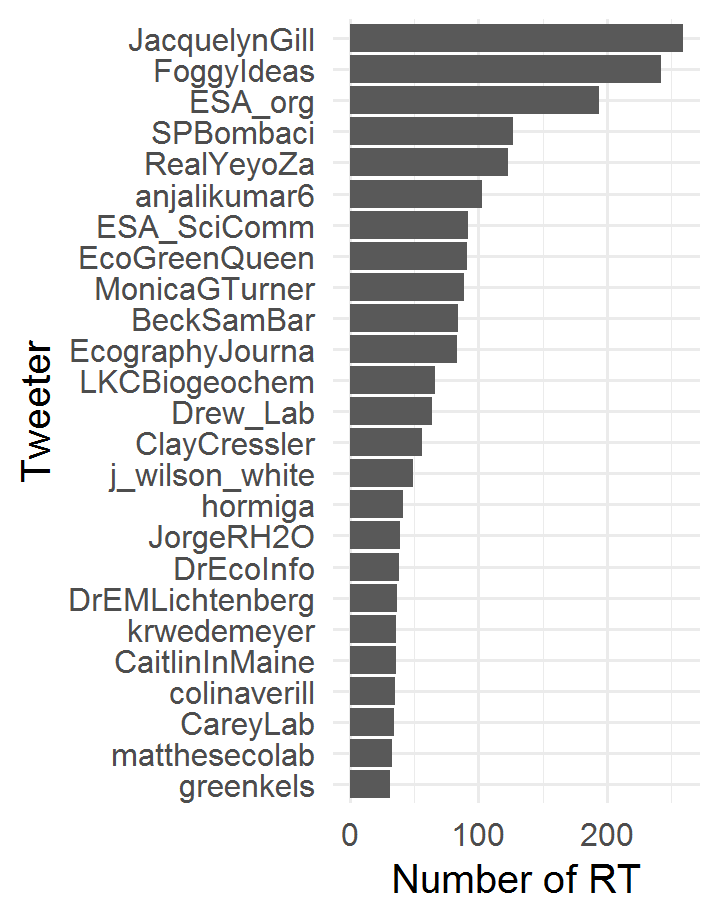 JacquelynGill
FoggyIdeas
ESA_org
SPBombaci
RealYeyoZa
anjalikumar6
ESA_SciComm
EcoGreenQueen
MonicaGTurner
BeckSamBar
EcographyJourna
LKCBiogeochem
Drew_Lab
ClayCressler
j_wilson_white
hormiga
JorgeRH2O
DrEcoInfo
DrEMLichtenberg
krwedemeyer
CaitlinInMaine
colinaverill
CareyLab
matthesecolab
greenkels
Tweeter
0 100 200
Number of RT